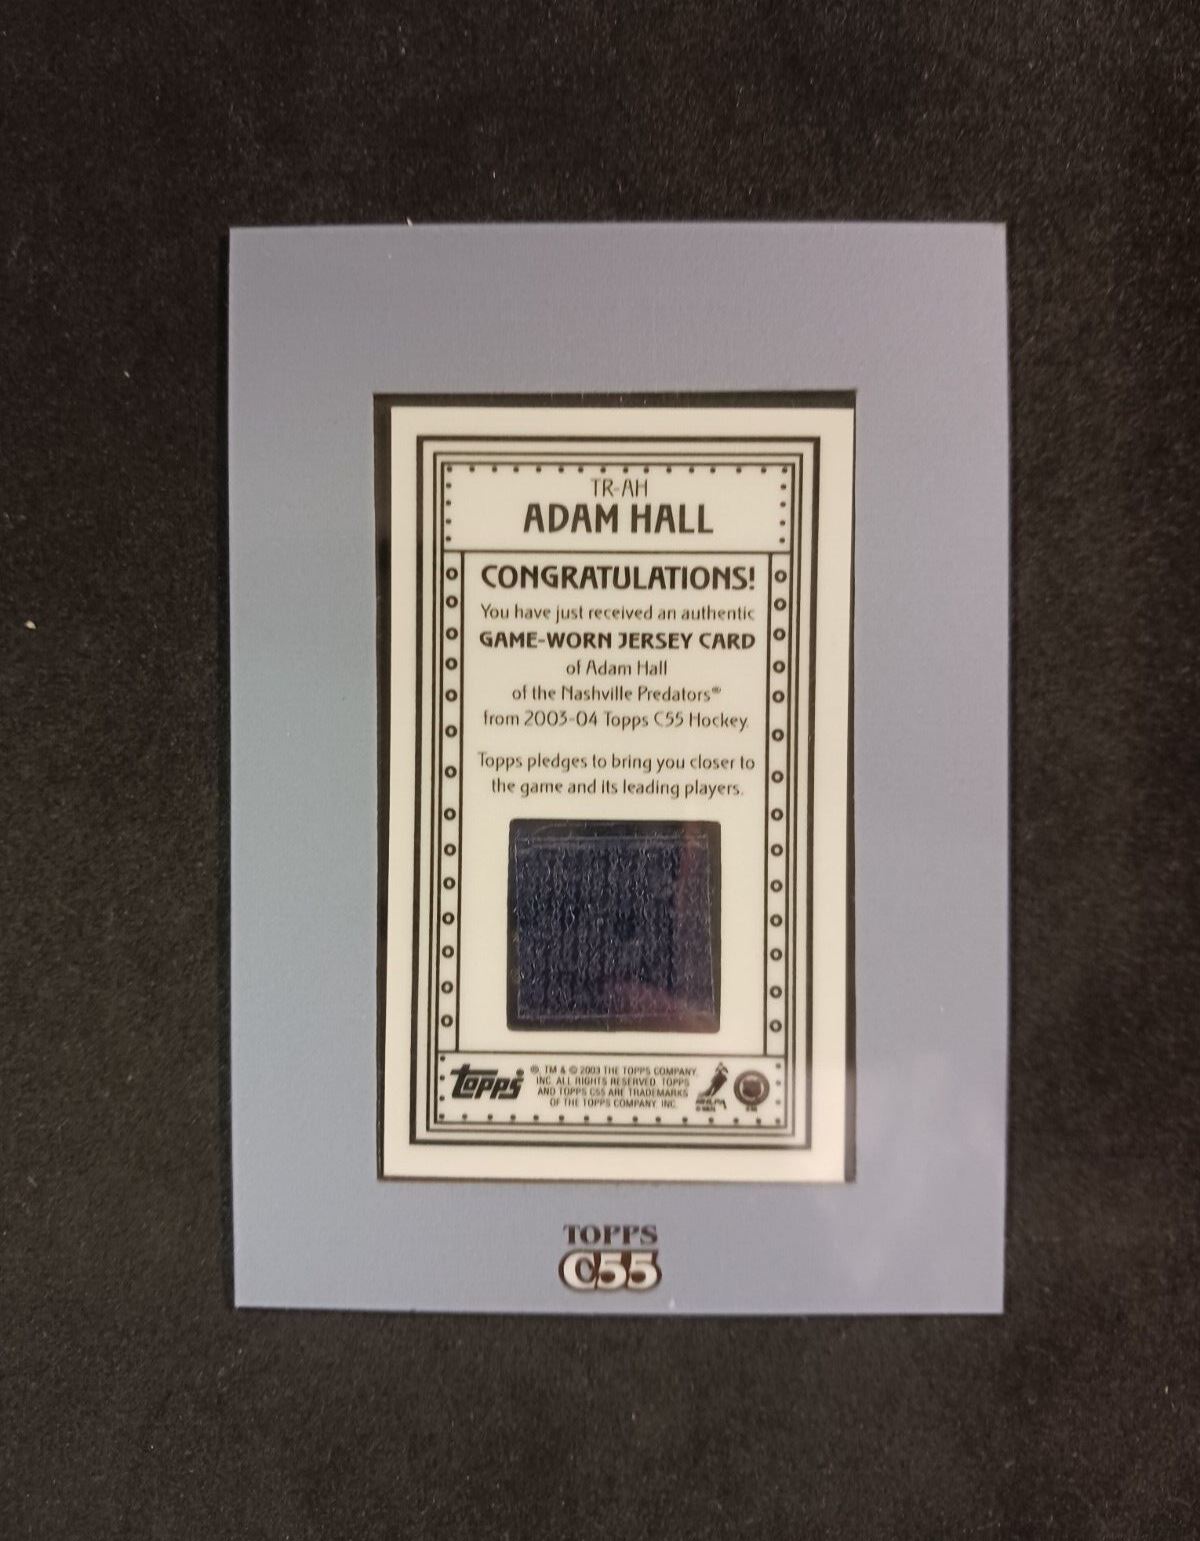 TR-AH
ADAM HALL
CONGRATULATIONS!
You have just received an authentic
GAME-WORN JERSEY CARD
of Adam Hall
of the Nashville Predators®
from 2003-04 Topps C55 Hockey.
Topps pledges to bring you closer to
the game and its leading players.
Topps
®, TM & © 2003 THE TOPPS COMPANY,
INC. ALL RIGHTS RESERVED. TOPPS
AND TOPPS C55 ARE TRADEMARKS
OF THE TOPPS COMPANY, INC.
NHLPA
TOPPS
C55